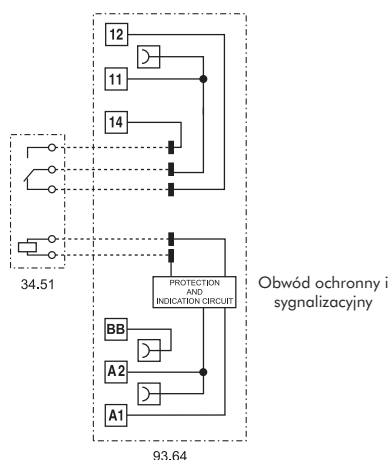 12
11
14
34.51
PROTECTION
AND
INDICATION CIRCUIT
Obwód ochronny i
sygnalizacyjny
BB
A2
A1
93.64